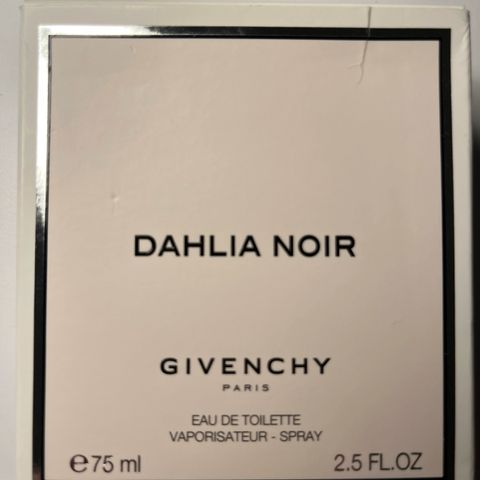 DAHLIA NOIR
GIVENCHY
PARIS
EAU DE TOILETTE
VAPORISATEUR - SPRAY
℮75 ml 2.5 FL.OZ